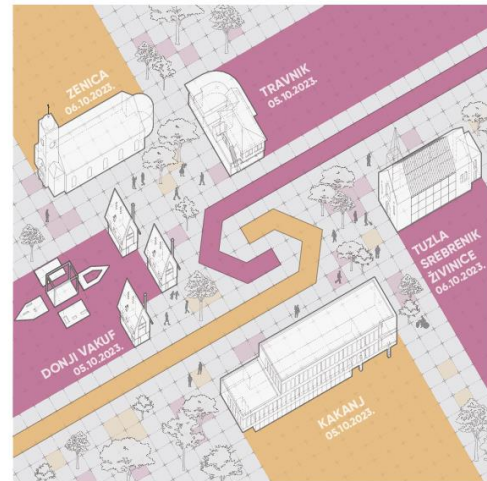 ZENICA
06.10.2023.
TRAVNIK
05.10.2023.
TUZLA
SREBRENIK
ŽIVINICE
06.10.2023.
DONJI VAKUF
05.10.2023.
KAKANJ
05.10.2023.